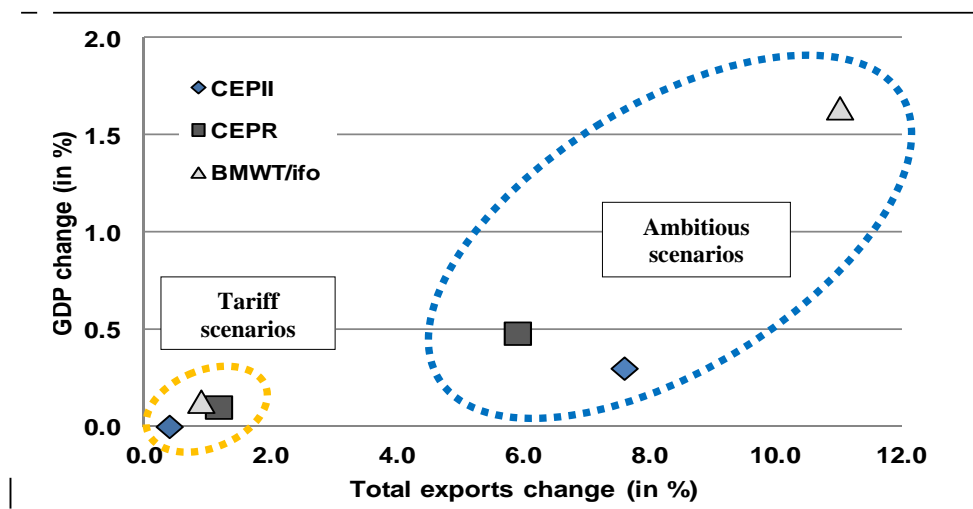 2.0
CEPII
CEPR
1.5
BMWT/ifo
GDP change (in %)
Ambitious
scenarios
1.0
Tariff
scenarios
0.5
0.0
0.0 2.0 4.0 6.0 8.0 10.0 12.0
Total exports change (in %)